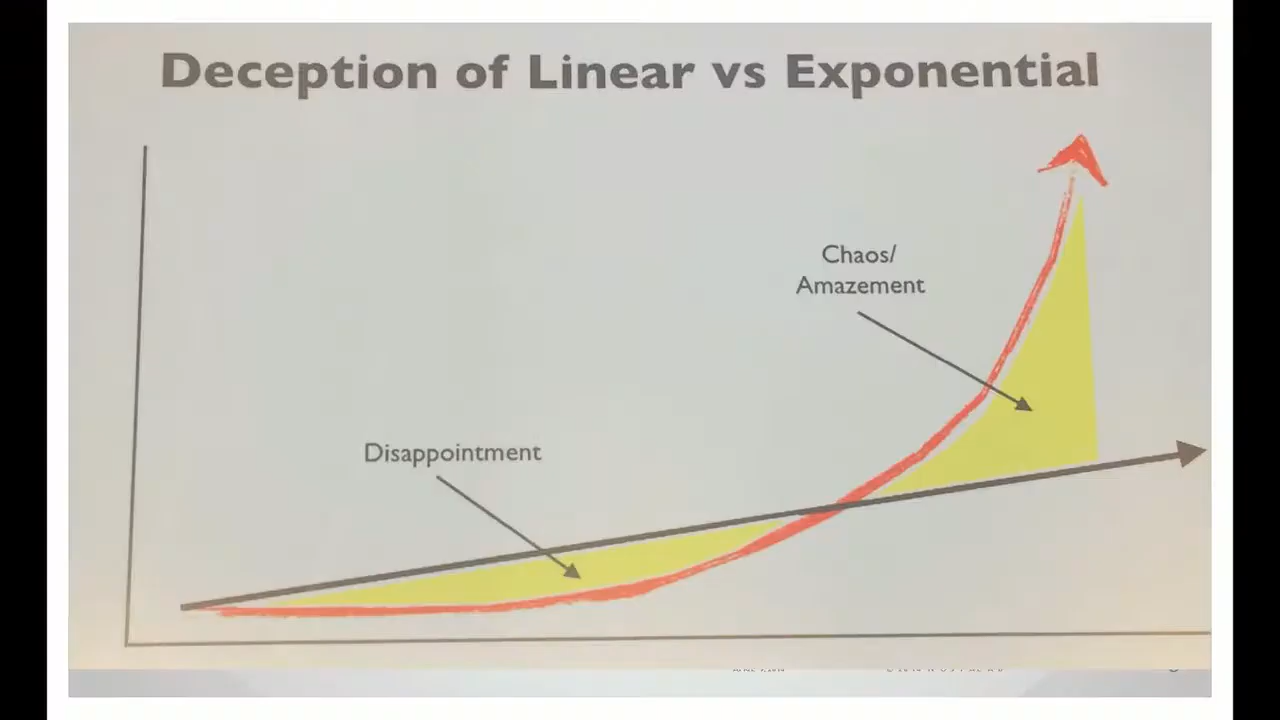 Deception of Linear vs Exponential
Chaos/
Amazement
Disappointment